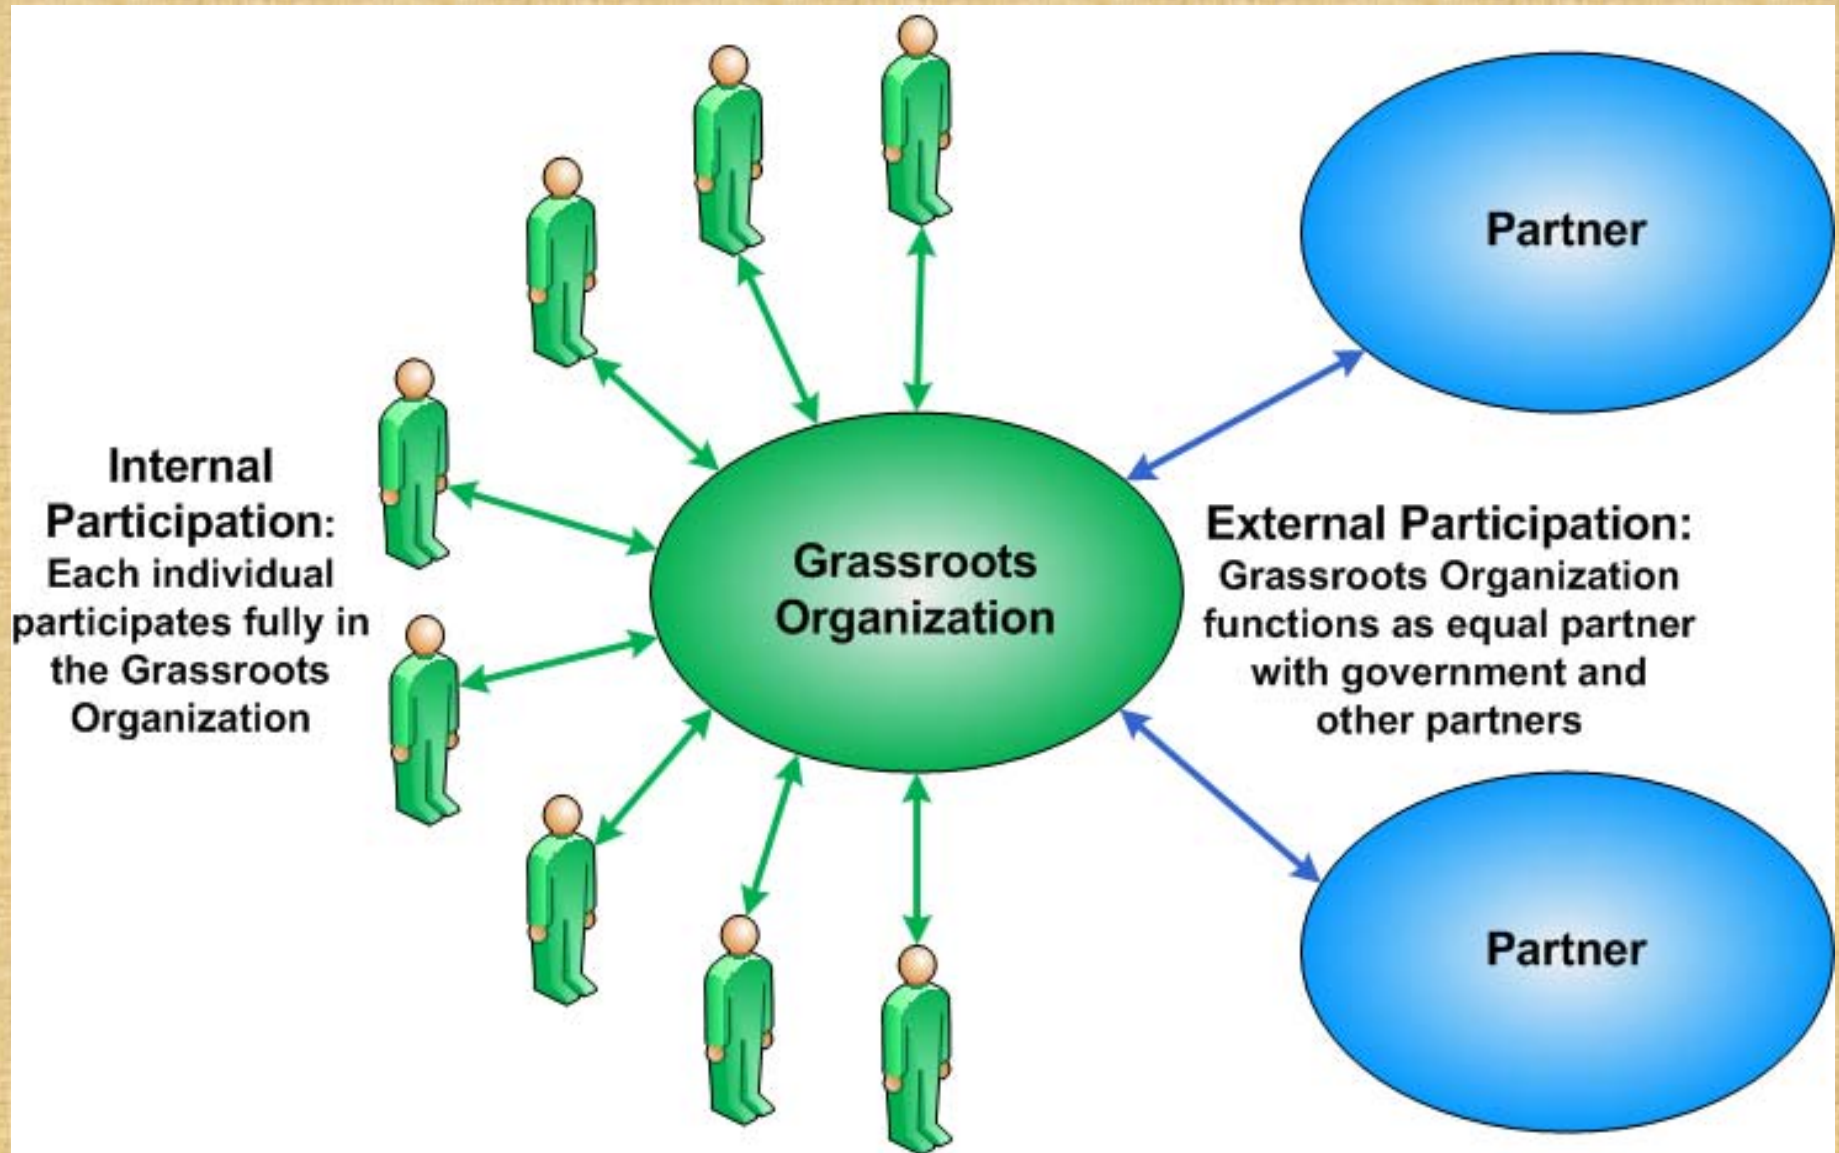 Partner
Internal
Participation:
Each individual
participates fully in
the Grassroots
Organization
Grassroots
Organization
External Participation:
Grassroots Organization
functions as equal partner
with government and
other partners
Partner